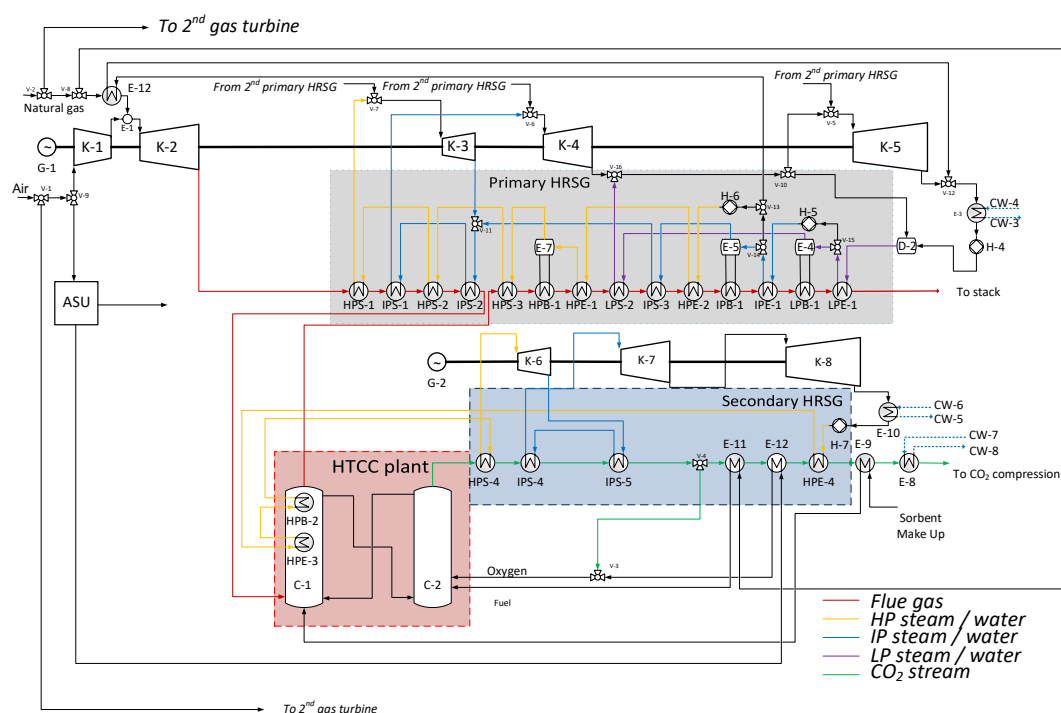 To 2nd gas turbine
V-2
V-8
E-12
Natural gas
From 2nd primary HRSG
V-7
From 2nd primary HRSG
V-6
From 2nd primary HRSG
V-5
E-1
K-1
K-2
K-3
K-4
K-5
G-1
Air
V-1
V-9
V-16
V-10
V-12
Primary HRSG
H-6
V-13
H-5
E-3
CW-4
CW-3
V-11
E-7
E-5
V-14
E-4
V-15
D-2
H-4
ASU
HPS-1
IPS-1
HPS-2
IPS-2
HPS-3
HPB-1
HPE-1
LPS-2
IPS-3
HPE-2
IPB-1
IPE-1
LPB-1
LPE-1
To stack
K-6
K-7
K-8
G-2
Secondary HRSG
CW-6
CW-5
E-10
H-7
E-11
E-12
E-9
CW-7
CW-8
HTCC plant
HPS-4
IPS-4
IPS-5
V-4
HPE-4
E-8
To CO2 compression
HPB-2
HPE-3
Sorbent
Make Up
C-1
C-2
Oxygen
V-3
Fuel
Flue gas
HP steam / water
IP steam / water
LP steam / water
CO2 stream
To 2nd gas turbine